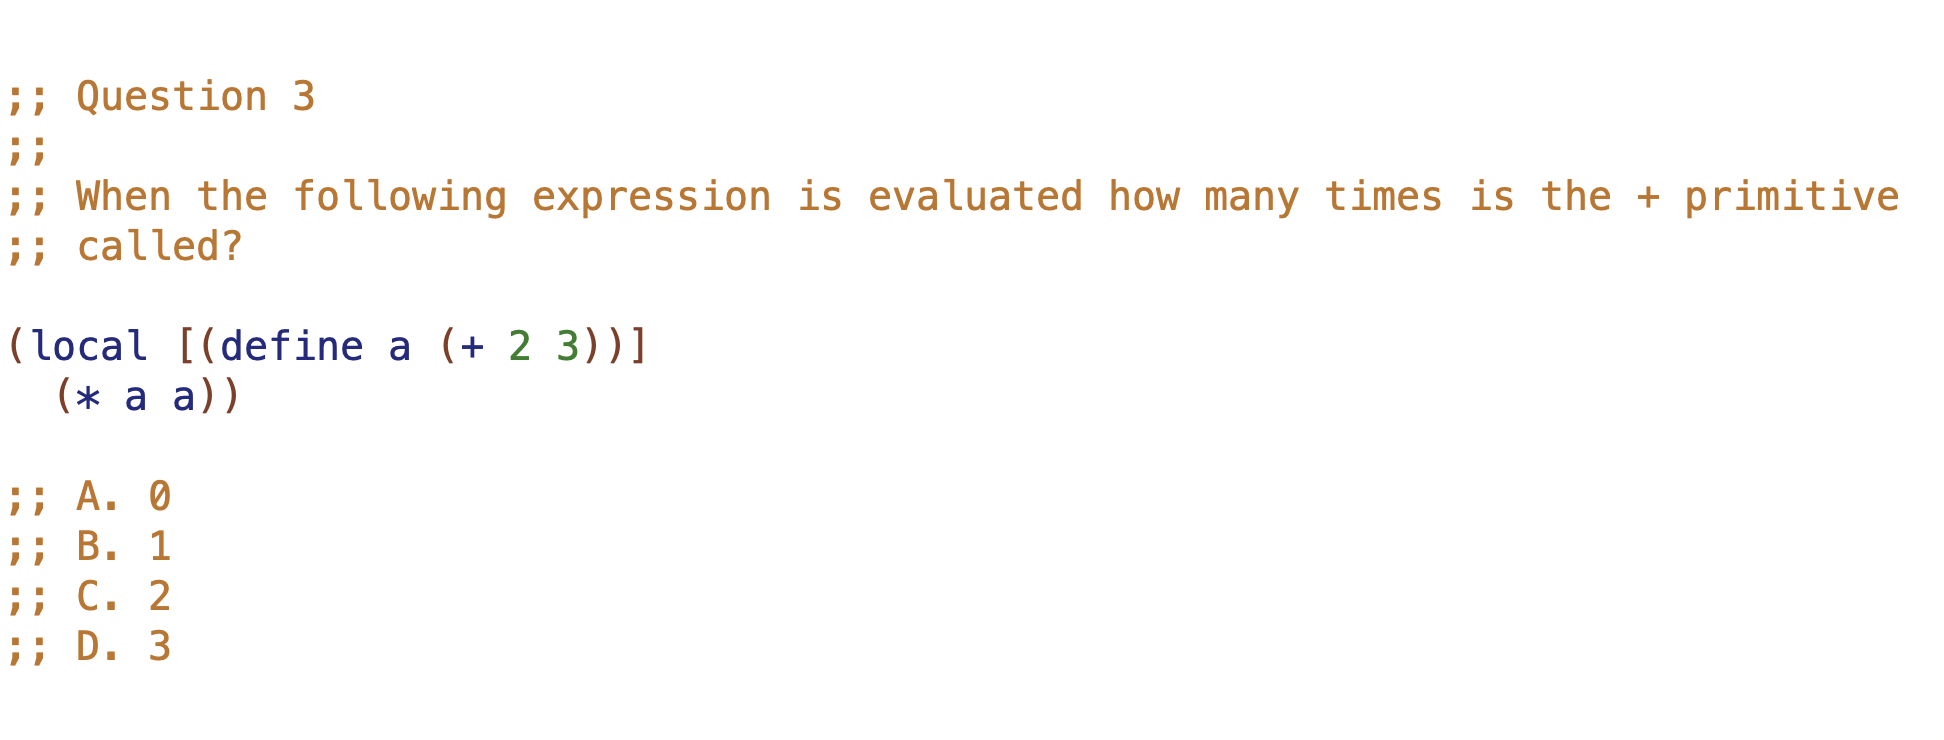 ;; Question 3
;;
;; When the following expression is evaluated how many times is the + primitive
;; called?
(local [(define a (+ 2 3))]
  (* a a))
;; A. 0
;; B. 1
;; C. 2
;; D. 3